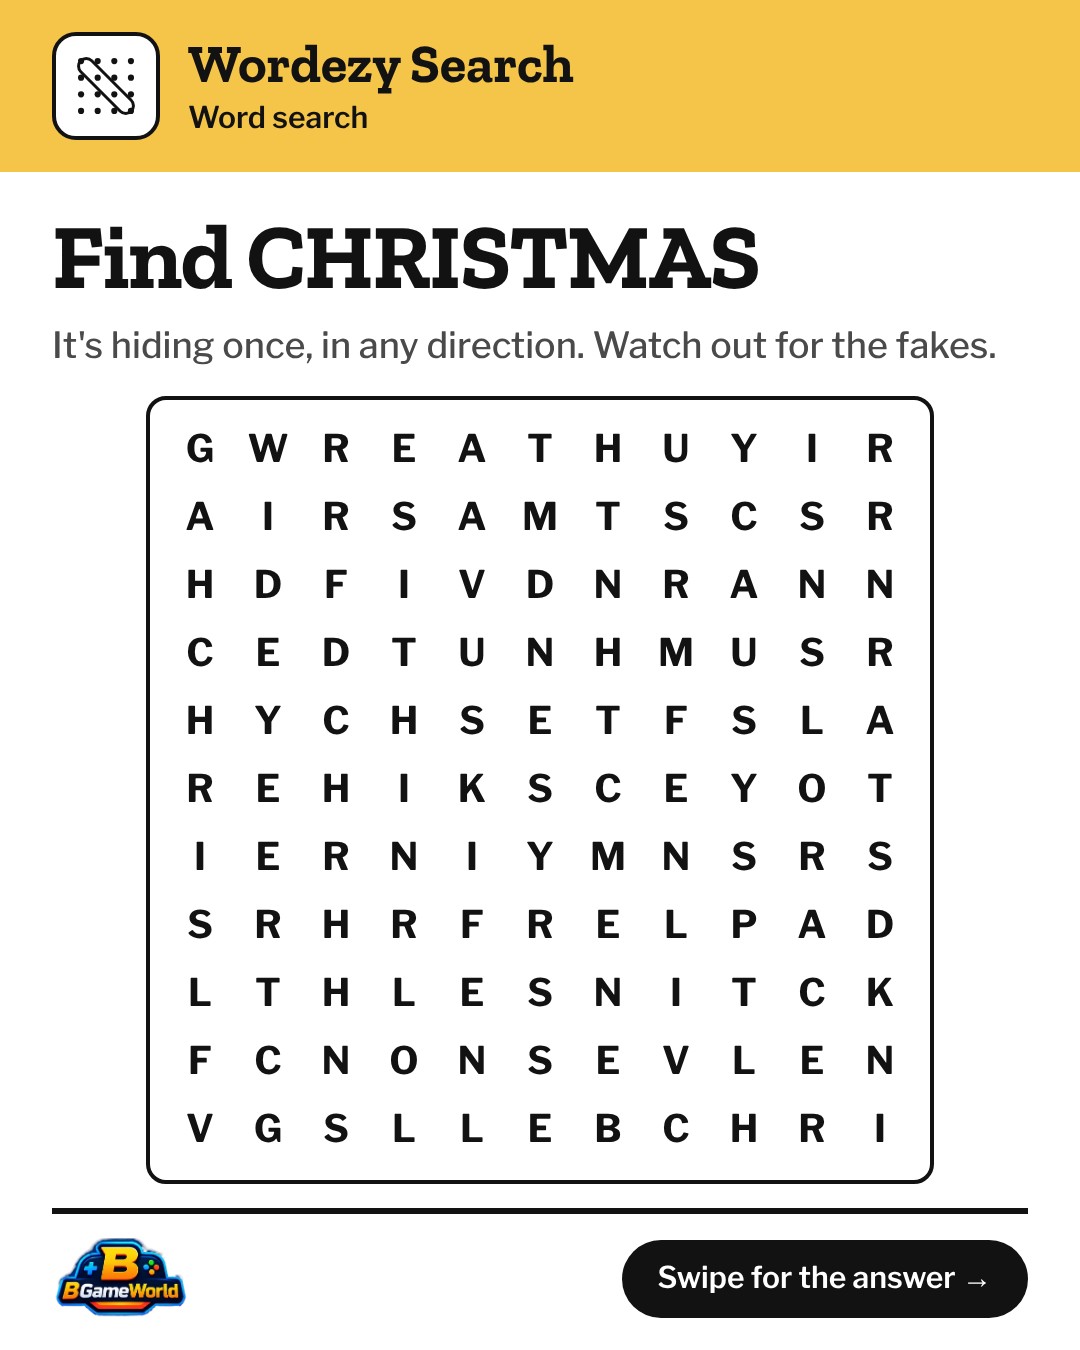 Wordezy Search
Word search
Find CHRISTMAS
It's hiding once, in any direction. Watch out for the fakes.
G W R E A T H U Y I R
A I R S A M T S C S R
H D F I V D N R A N N
C E D T U N H M U S R
H Y C H S E T F S L A
R E H I K S C E Y O T
I E R N I Y M N S R S
S R H R F R E L P A D
L T H L E S N I T C K
F C N O N S E V L E N
V G S L L E B C H R I
B
BGameWorld
Swipe for the answer →